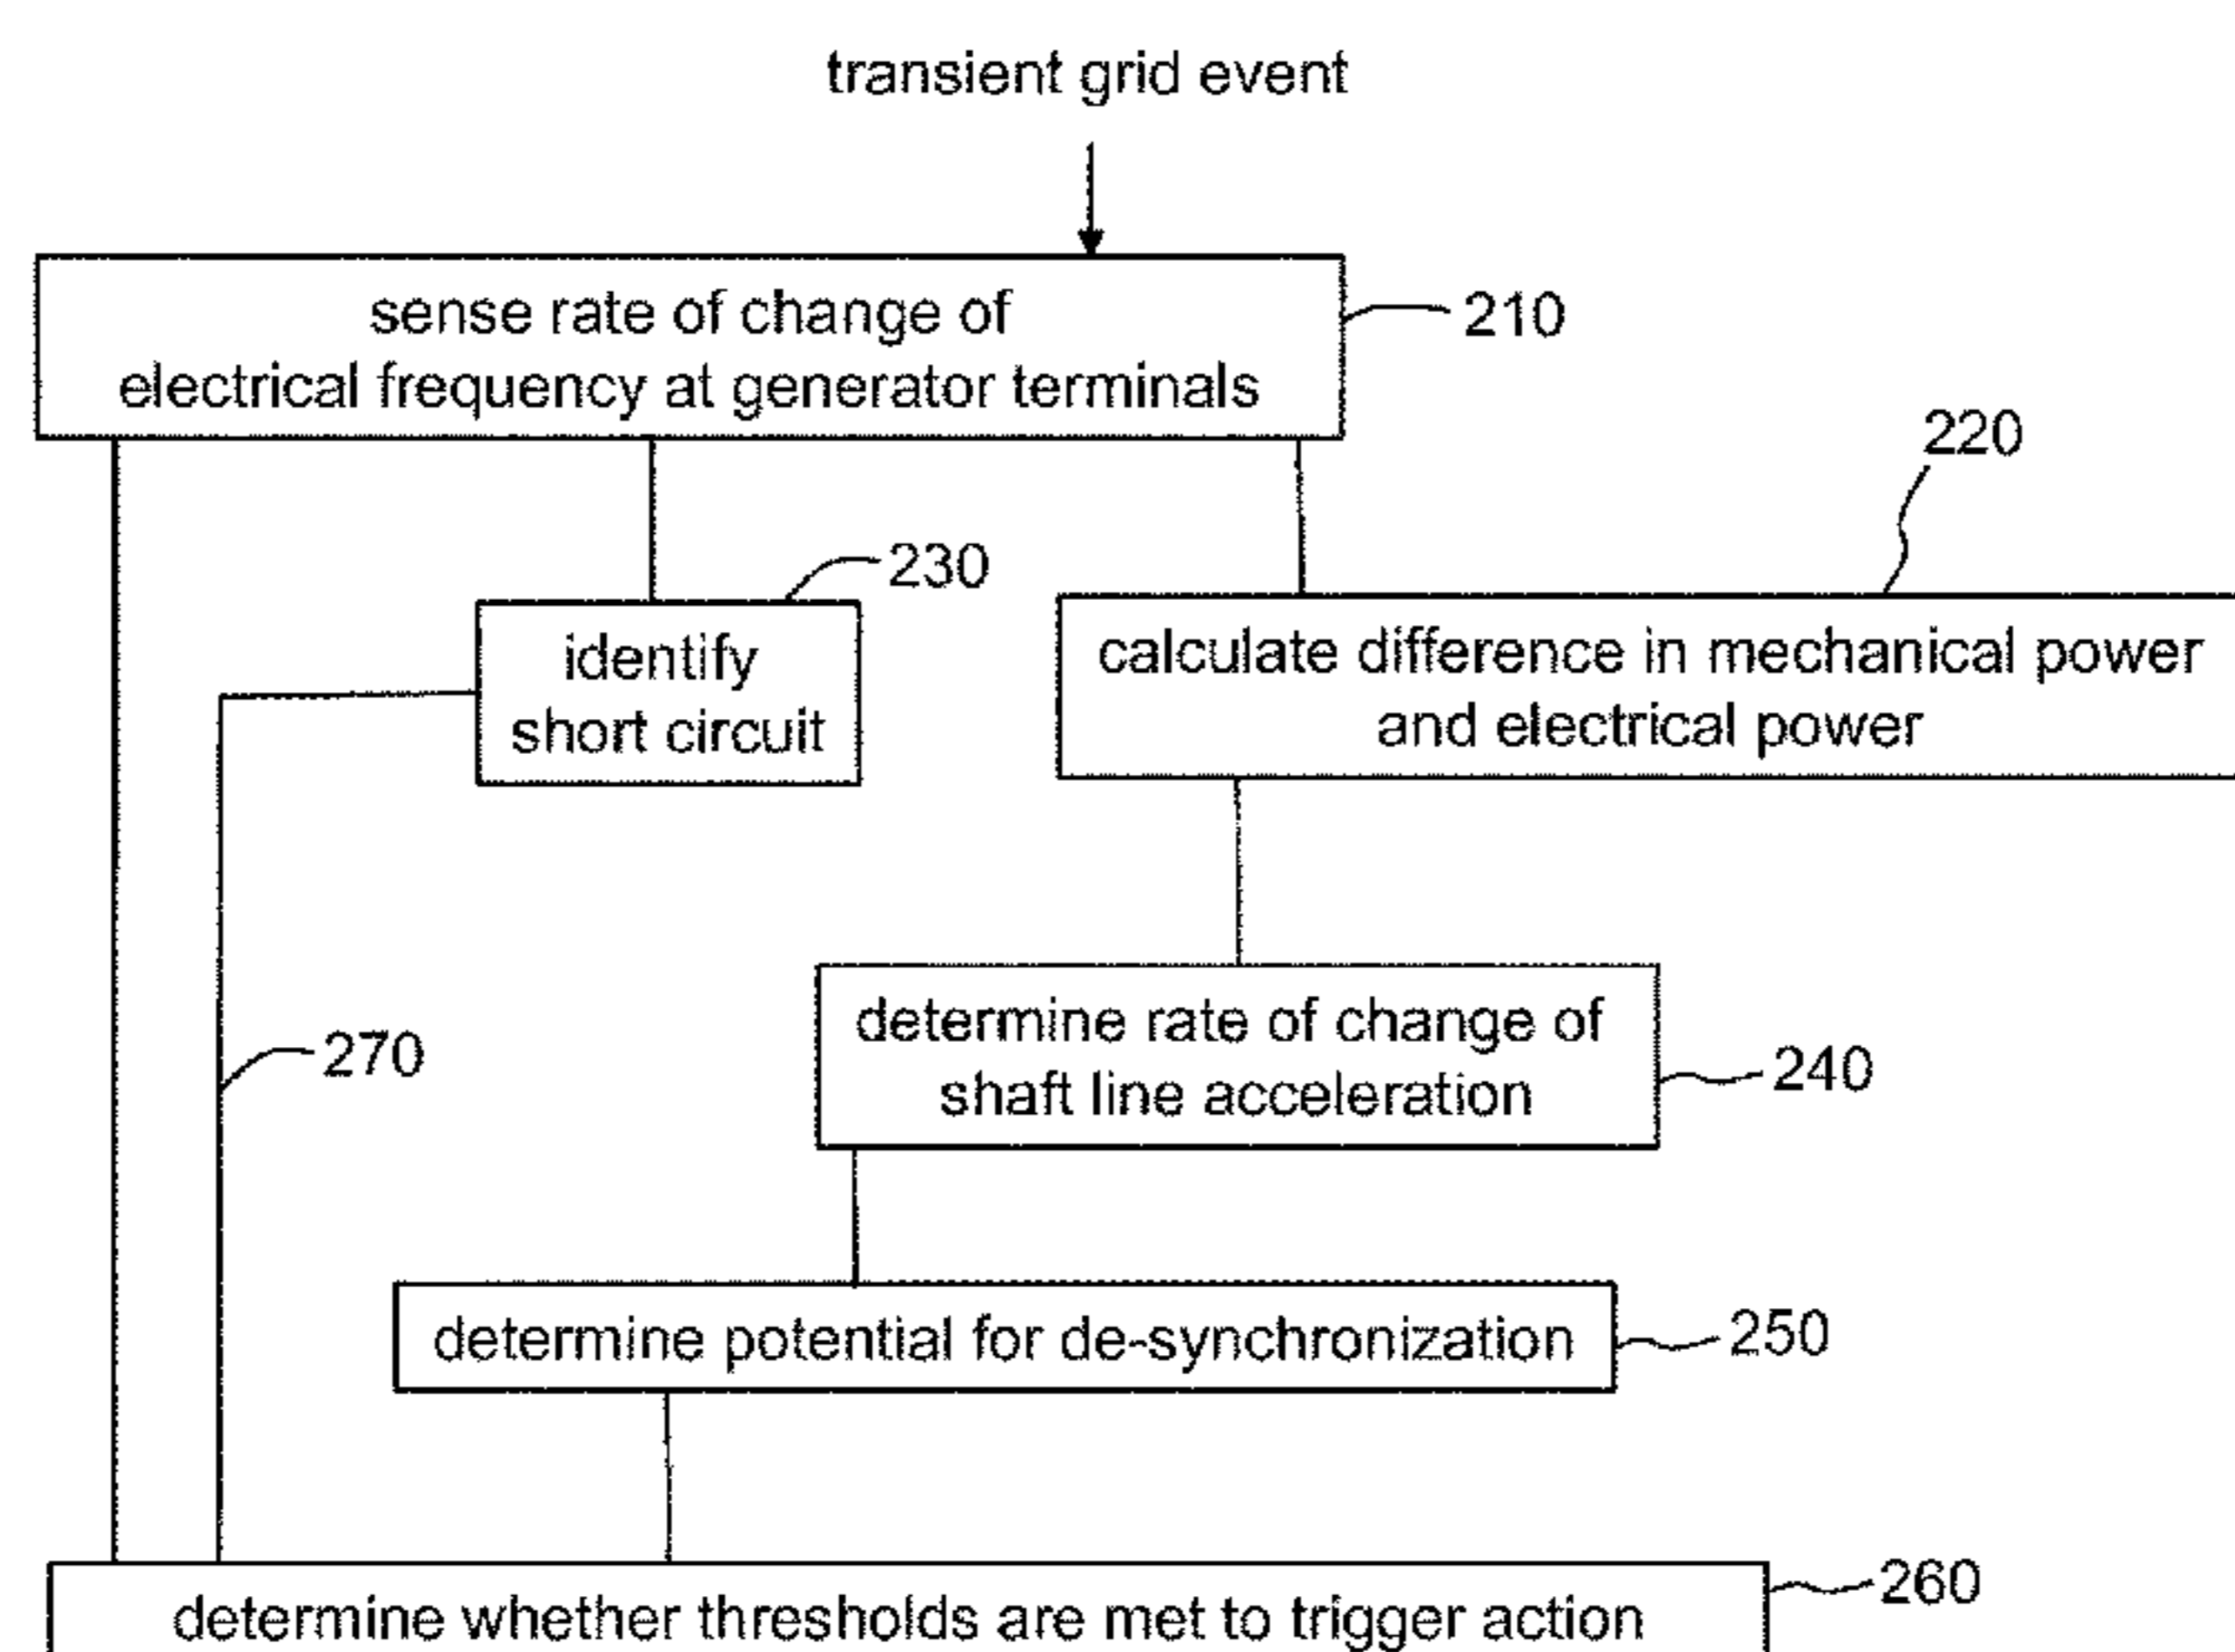 transient grid event
sense rate of change of
electrical frequency at generator terminals
210
220
230
identify
short circuit
calculate difference in mechanical power
and electrical power
270
determine rate of change of
shaft line acceleration
240
determine potential for de-synchronization
250
260
determine whether thresholds are met to trigger action